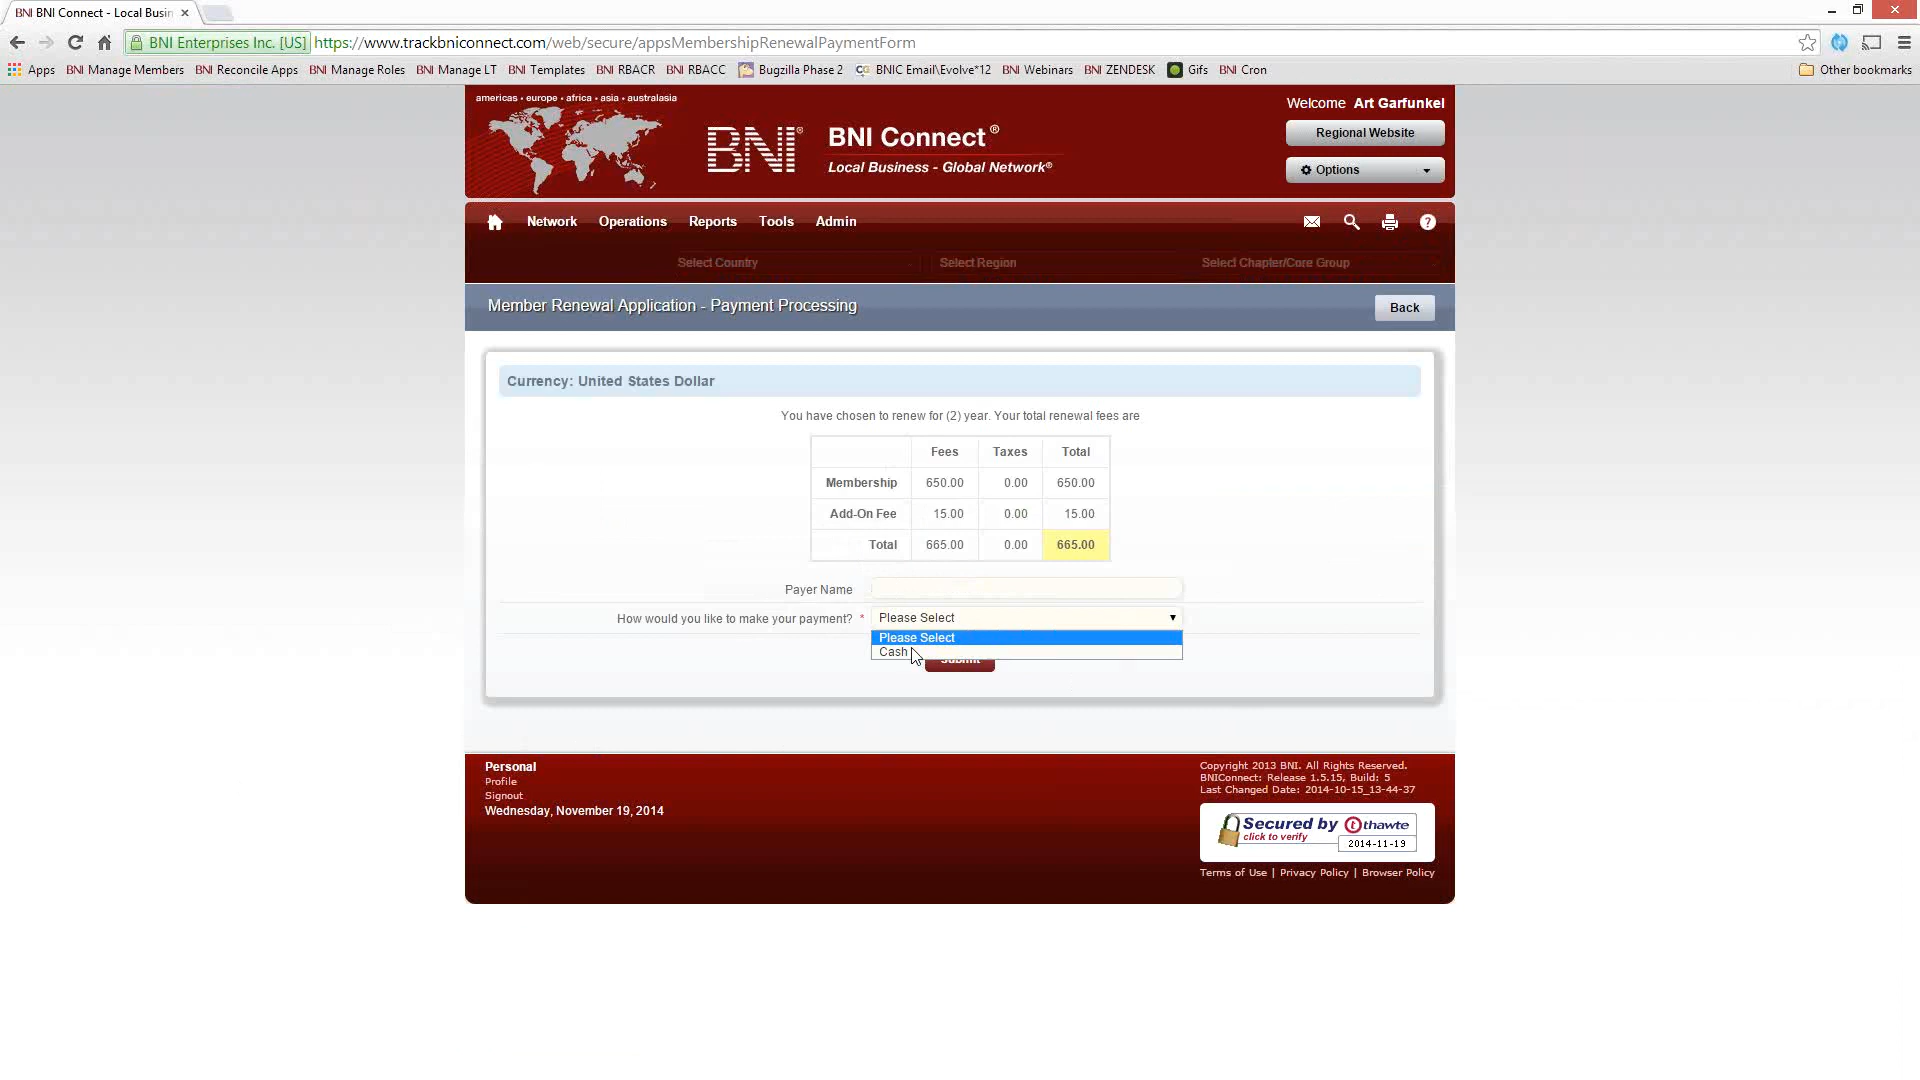 BNI BNI Connect - Local Busin
BNI Enterprises Inc. [US] https://www.trackbniconnect.com/web/secure/appsMembershipRenewalPaymentForm
Apps BNI Manage Members BNI Reconcile Apps BNI Manage Roles BNI Manage LT BNI Templates BNI RBACR BNI RBACC Bugzilla Phase 2 BNIC Email\Evolve*12 BNI Webinars BNI ZENDESK Gifs BNI Cron Other bookmarks
americas • europe • africa • asia • australasia
Welcome Art Garfunkel
BNI® BNI Connect®
Local Business - Global Network®
Regional Website
Options
Network Operations Reports Tools Admin
Select Country Select Region Select Chapter/Core Group
Member Renewal Application - Payment Processing
Back
Currency: United States Dollar
You have chosen to renew for (2) year. Your total renewal fees are
Fees Taxes Total
Membership 650.00 0.00 650.00
Add-On Fee 15.00 0.00 15.00
Total 665.00 0.00 665.00
Payer Name
How would you like to make your payment? * Please Select
Please Select
Cash
Submit
Personal
Profile
Signout
Wednesday, November 19, 2014
Copyright 2013 BNI. All Rights Reserved.
BNIConnect: Release 1.5.15, Build: 5
Last Changed Date: 2014-10-15_13-44-37
Secured by thawte
click to verify
2014-11-19
Terms of Use | Privacy Policy | Browser Policy